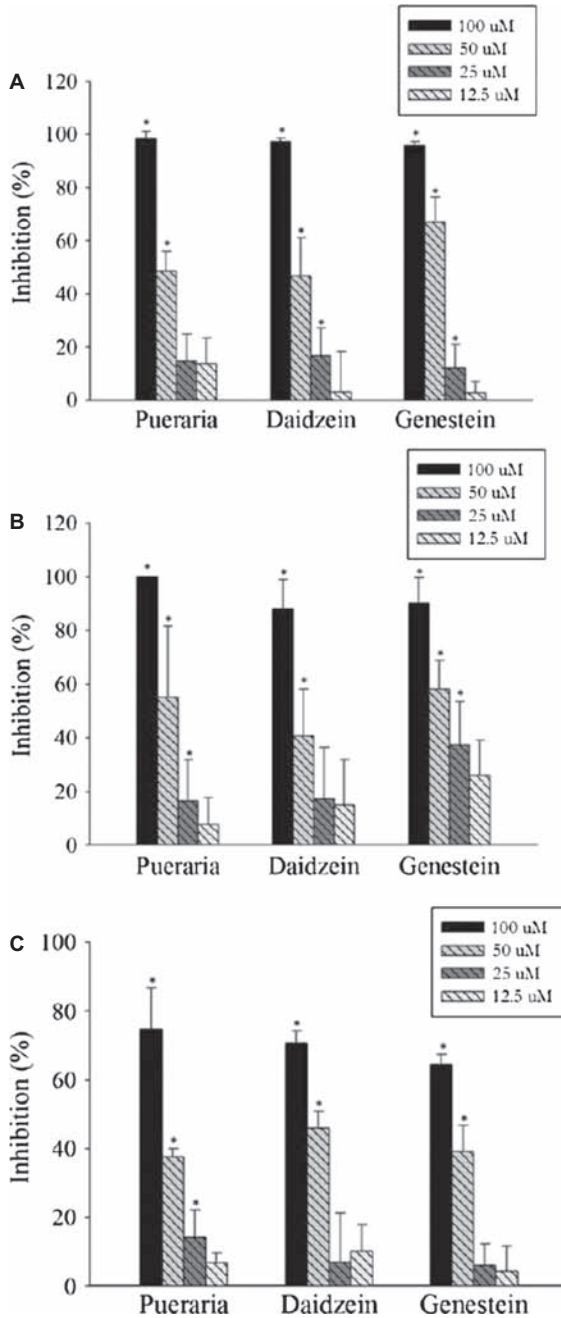 100 uM
50 uM
25 uM
12.5 uM
A
120
100
80
60
40
20
0
Inhibition (%)
* * * * * * * *
Pueraria Daidzein Genestein
100 uM
50 uM
25 uM
12.5 uM
B
120
100
80
60
40
20
0
Inhibition (%)
* * * * * * * *
Pueraria Daidzein Genestein
100 uM
50 uM
25 uM
12.5 uM
C
100
80
60
40
20
0
Inhibition (%)
* * * * * * *
Pueraria Daidzein Genestein